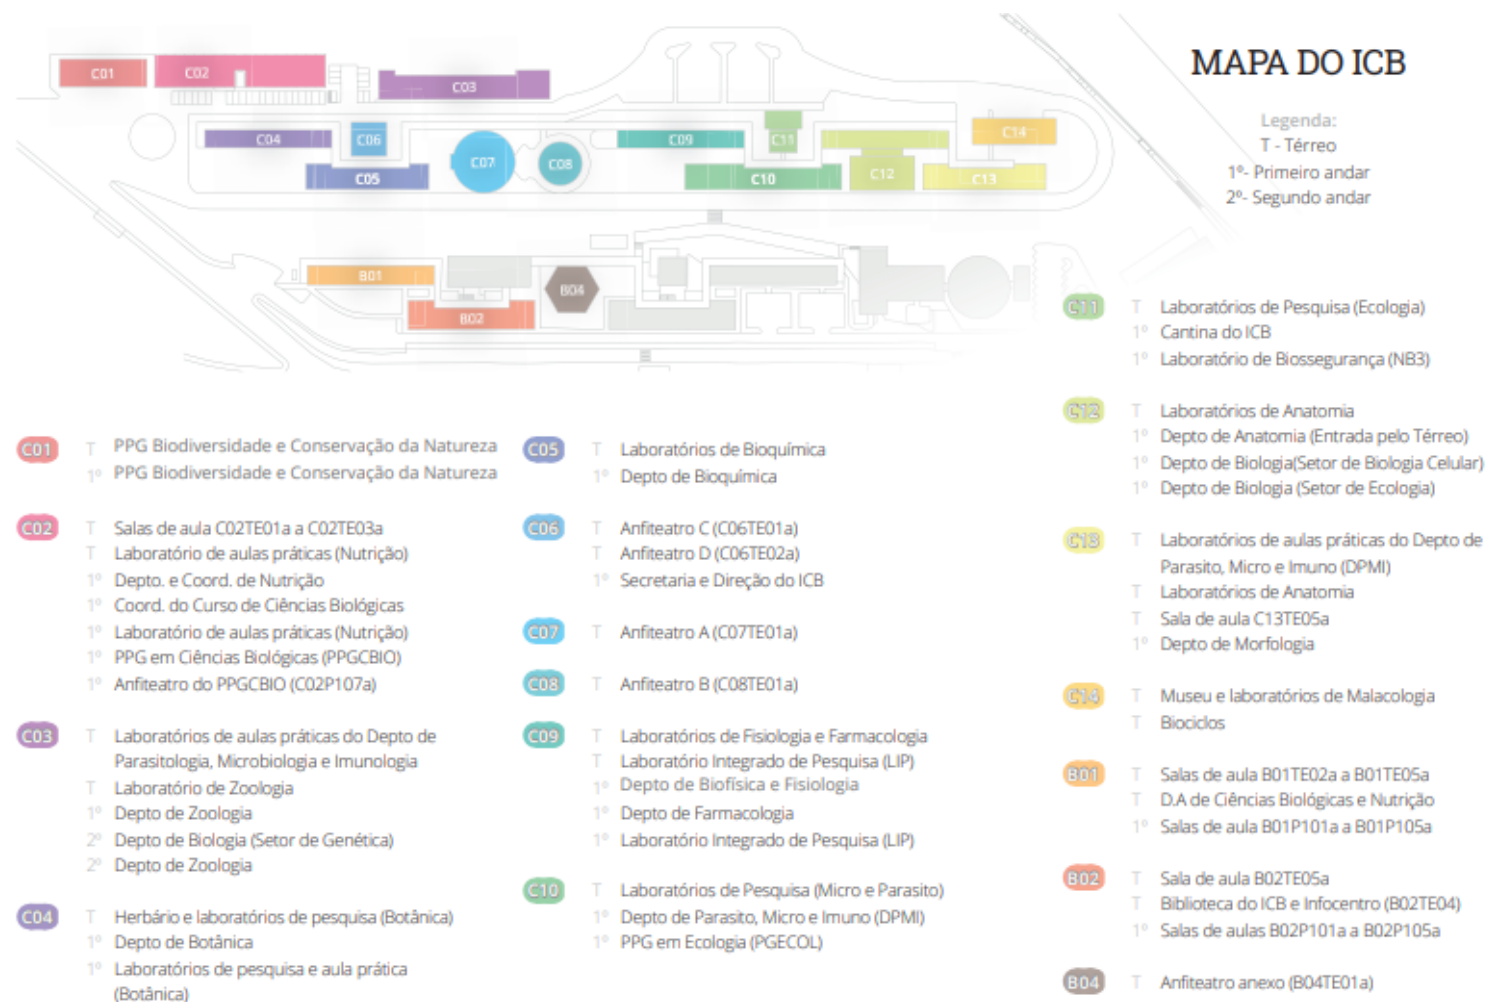 MAPA DO ICB
Legenda:
T - Térreo
1º- Primeiro andar
2º- Segundo andar
C01
C02
C03
C04
C06
C05
C07
C08
C09
C11
C10
C12
C14
C13
B01
B02
B04
C01
T PPG Biodiversidade e Conservação da Natureza
1º PPG Biodiversidade e Conservação da Natureza
C02
T Salas de aula C02TE01a a C02TE03a
T Laboratório de aulas práticas (Nutrição)
1º Depto. e Coord. de Nutrição
1º Coord. do Curso de Ciências Biológicas
1º Laboratório de aulas práticas (Nutrição)
1º PPG em Ciências Biológicas (PPGCBIO)
1º Anfiteatro do PPGCBIO (C02P107a)
C03
T Laboratórios de aulas práticas do Depto de
Parasitologia, Microbiologia e Imunologia
T Laboratório de Zoologia
1º Depto de Zoologia
2º Depto de Biologia (Setor de Genética)
2º Depto de Zoologia
C04
T Herbário e laboratórios de pesquisa (Botânica)
1º Depto de Botânica
1º Laboratórios de pesquisa e aula prática
(Botânica)
C05
T Laboratórios de Bioquímica
1º Depto de Bioquímica
C06
T Anfiteatro C (C06TE01a)
T Anfiteatro D (C06TE02a)
1º Secretaria e Direção do ICB
C07
T Anfiteatro A (C07TE01a)
C08
T Anfiteatro B (C08TE01a)
C09
T Laboratórios de Fisiologia e Farmacologia
T Laboratório Integrado de Pesquisa (LIP)
1º Depto de Biofísica e Fisiologia
1º Depto de Farmacologia
1º Laboratório Integrado de Pesquisa (LIP)
C10
T Laboratórios de Pesquisa (Micro e Parasito)
1º Depto de Parasito, Micro e Imuno (DPMI)
1º PPG em Ecologia (PGECOL)
C11
T Laboratórios de Pesquisa (Ecologia)
1º Cantina do ICB
1º Laboratório de Biossegurança (NB3)
C12
T Laboratórios de Anatomia
1º Depto de Anatomia (Entrada pelo Térreo)
1º Depto de Biologia(Setor de Biologia Celular)
1º Depto de Biologia (Setor de Ecologia)
C13
T Laboratórios de aulas práticas do Depto de
Parasito, Micro e Imuno (DPMI)
T Laboratórios de Anatomia
T Sala de aula C13TE05a
1º Depto de Morfologia
C14
T Museu e laboratórios de Malacologia
T Biociclos
B01
T Salas de aula B01TE02a a B01TE05a
T D.A de Ciências Biológicas e Nutrição
1º Salas de aula B01P101a a B01P105a
B02
T Sala de aula B02TE05a
T Biblioteca do ICB e Infocentro (B02TE04)
1º Salas de aulas B02P101a a B02P105a
B04
T Anfiteatro anexo (B04TE01a)